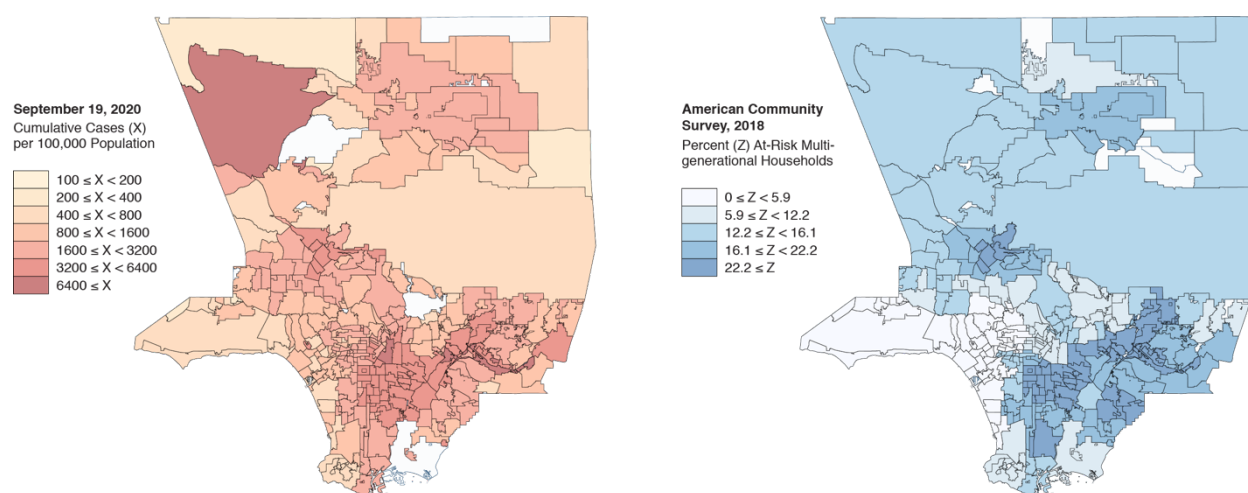 September 19, 2020
Cumulative Cases (X)
per 100,000 Population
100 ≤ X < 200
200 ≤ X < 400
400 ≤ X < 800
800 ≤ X < 1600
1600 ≤ X < 3200
3200 ≤ X < 6400
6400 ≤ X
American Community
Survey, 2018
Percent (Z) At-Risk Multi-
generational Households
0 ≤ Z < 5.9
5.9 ≤ Z < 12.2
12.2 ≤ Z < 16.1
16.1 ≤ Z < 22.2
22.2 ≤ Z